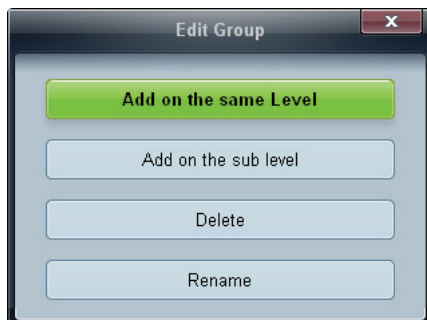 Edit Group
x
Add on the same Level
Add on the sub level
Delete
Rename